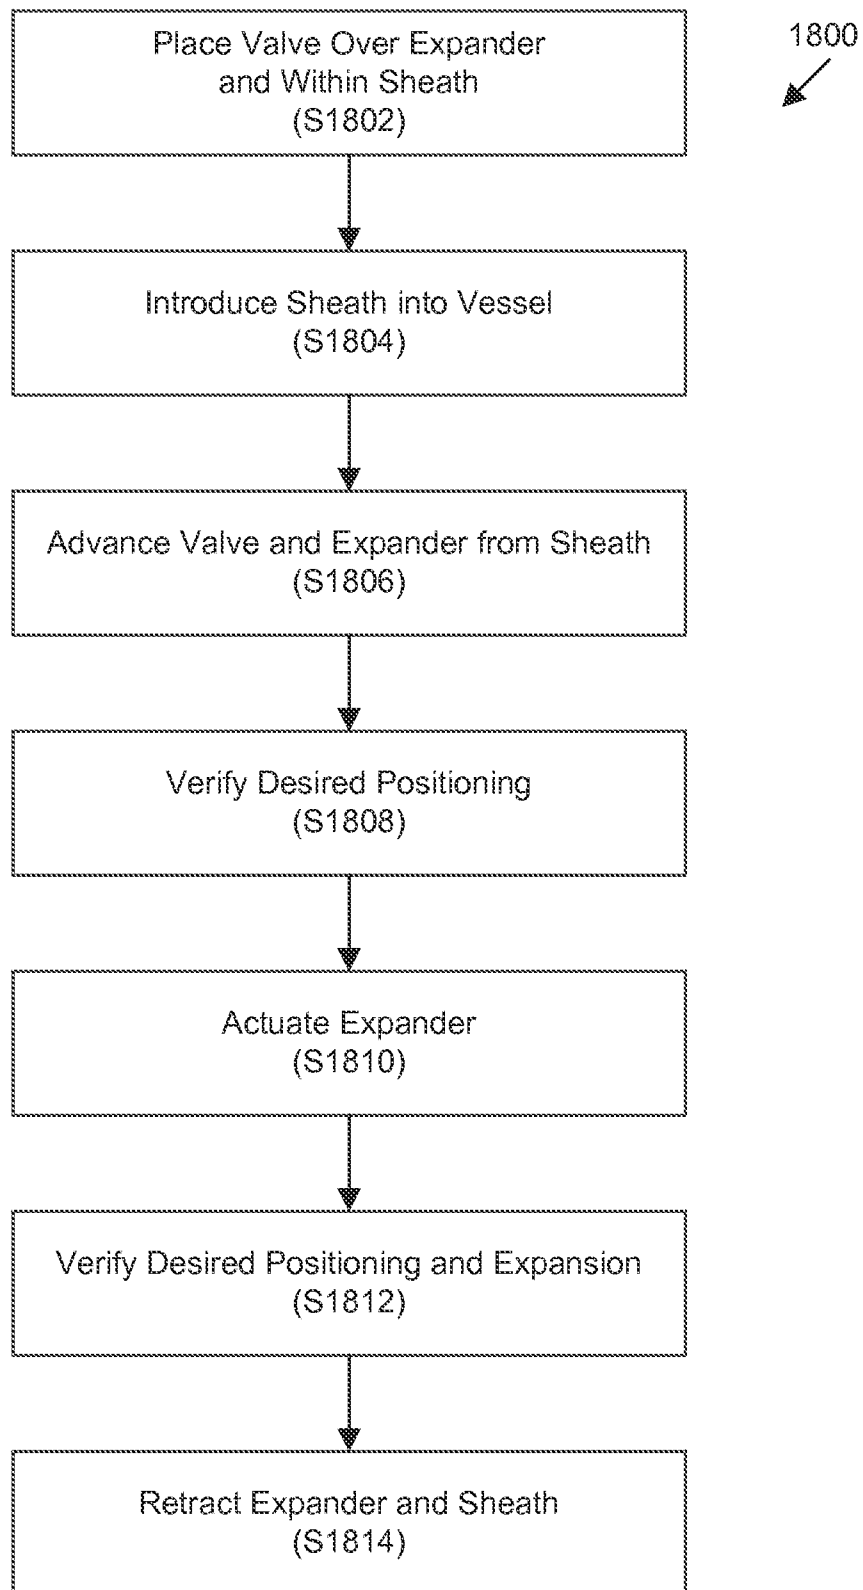 1800
Place Valve Over Expander
and Within Sheath
(S1802)
Introduce Sheath into Vessel
(S1804)
Advance Valve and Expander from Sheath
(S1806)
Verify Desired Positioning
(S1808)
Actuate Expander
(S1810)
Verify Desired Positioning and Expansion
(S1812)
Retract Expander and Sheath
(S1814)